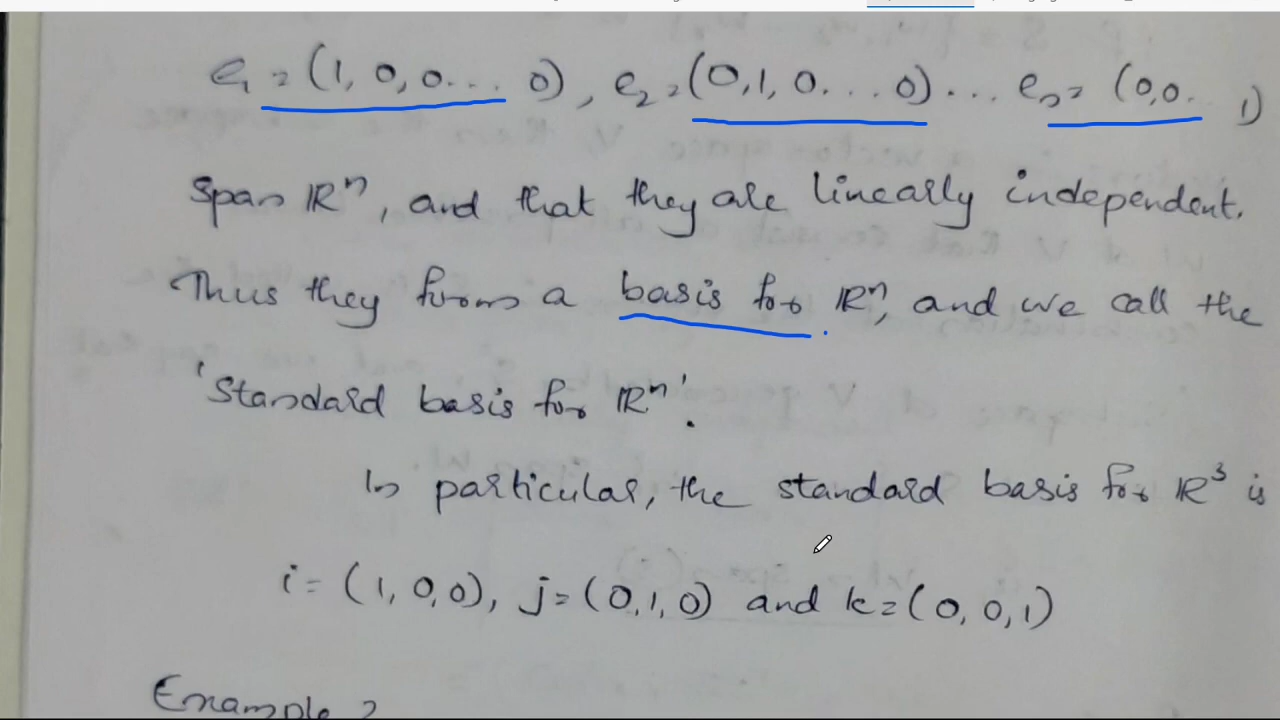 e₁ = (1, 0, 0... 0), e₂ = (0, 1, 0...0)... eₙ = (0,0. 1)
Span ℝⁿ, and that they are linearly independent.
Thus they forms a basis for ℝⁿ, and we call the
'Standard basis for ℝⁿ'.
In particular, the standard basis for ℝ³ is
i = (1, 0, 0), j = (0, 1, 0) and k = (0, 0, 1)
Example 2